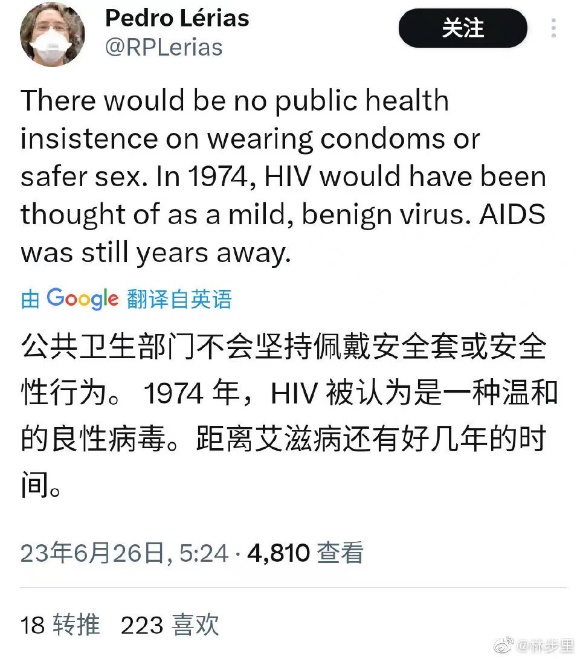 Pedro Lérias
关注
@RPLerias
There would be no public health
insistence on wearing condoms or
safer sex. In 1974, HIV would have been
thought of as a mild, benign virus. AIDS
was still years away.
由 Google 翻译自英语
公共卫生部门不会坚持佩戴安全套或安全
性行为。 1974 年，HIV 被认为是一种温和
的良性病毒。距离艾滋病还有好几年的时
间。
23年6月26日, 5:24 · 4,810 查看
18 转推 223 喜欢
@林步里